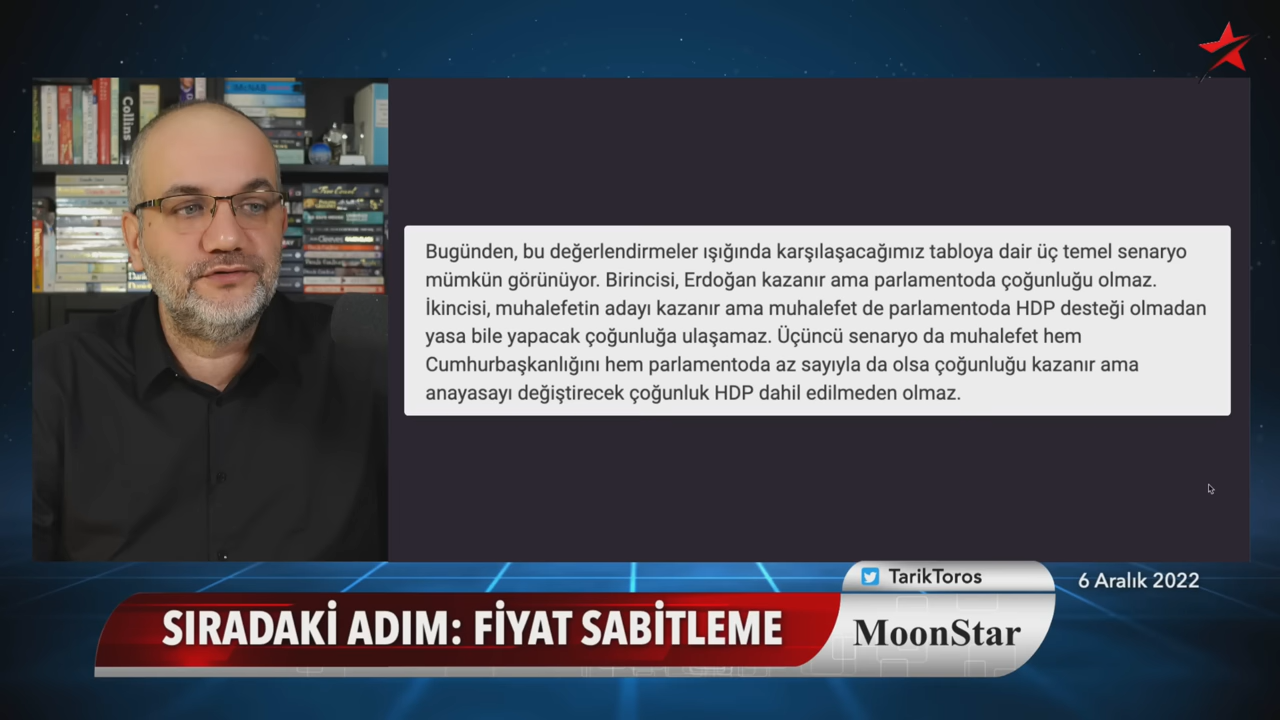 Collins
Bugünden, bu değerlendirmeler ışığında karşılaşacağımız tabloya dair üç temel senaryo
mümkün görünüyor. Birincisi, Erdoğan kazanır ama parlamentoda çoğunluğu olmaz.
İkincisi, muhalefetin adayı kazanır ama muhalefet de parlamentoda HDP desteği olmadan
yasa bile yapacak çoğunluğa ulaşamaz. Üçüncü senaryo da muhalefet hem
Cumhurbaşkanlığını hem parlamentoda az sayıyla da olsa çoğunluğu kazanır ama
anayasayı değiştirecek çoğunluk HDP dahil edilmeden olmaz.
TarikToros
6 Aralık 2022
SIRADAKİ ADIM: FİYAT SABİTLEME
MoonStar